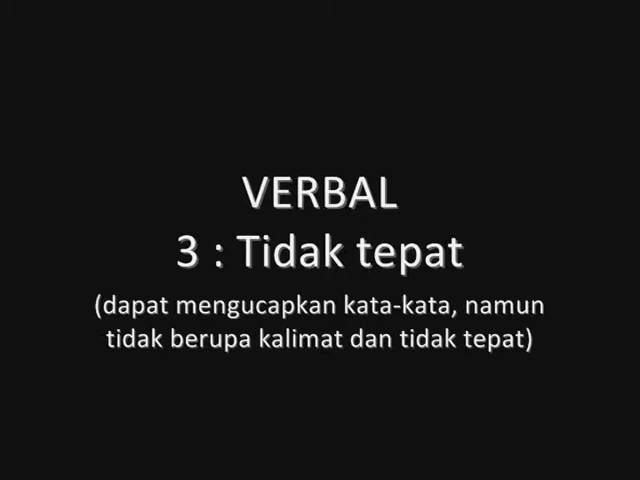 VERBAL
3 : Tidak tepat
(dapat mengucapkan kata-kata, namun
tidak berupa kalimat dan tidak tepat)